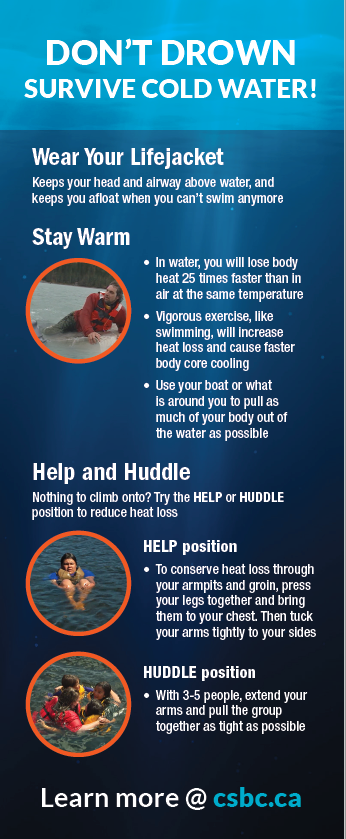 DON'T DROWN
SURVIVE COLD WATER!
Wear Your Lifejacket
Keeps your head and airway above water, and
keeps you afloat when you can't swim anymore
Stay Warm
• In water, you will lose body
heat 25 times faster than in
air at the same temperature
• Vigorous exercise, like
swimming, will increase
heat loss and cause faster
body core cooling
• Use your boat or what
is around you to pull as
much of your body out of
the water as possible
Help and Huddle
Nothing to climb onto? Try the HELP or HUDDLE
position to reduce heat loss
HELP position
• To conserve heat loss through
your armpits and groin, press
your legs together and bring
them to your chest. Then tuck
your arms tightly to your sides
HUDDLE position
• With 3-5 people, extend your
arms and pull the group
together as tight as possible
Learn more @ csbc.ca